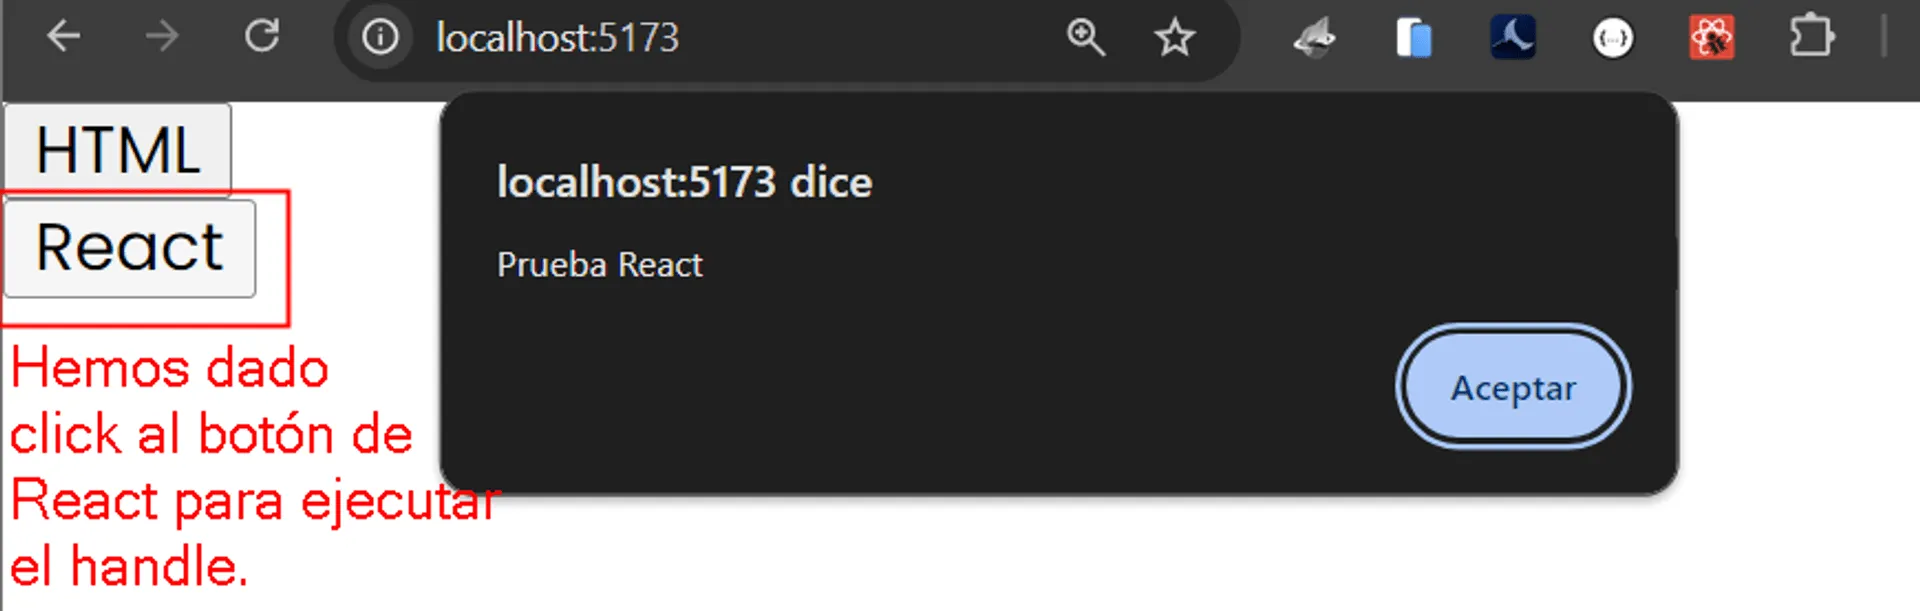 localhost:5173
HTML
React
localhost:5173 dice
Prueba React
Aceptar
Hemos dado
click al botón de
React para ejecutar
el handle.